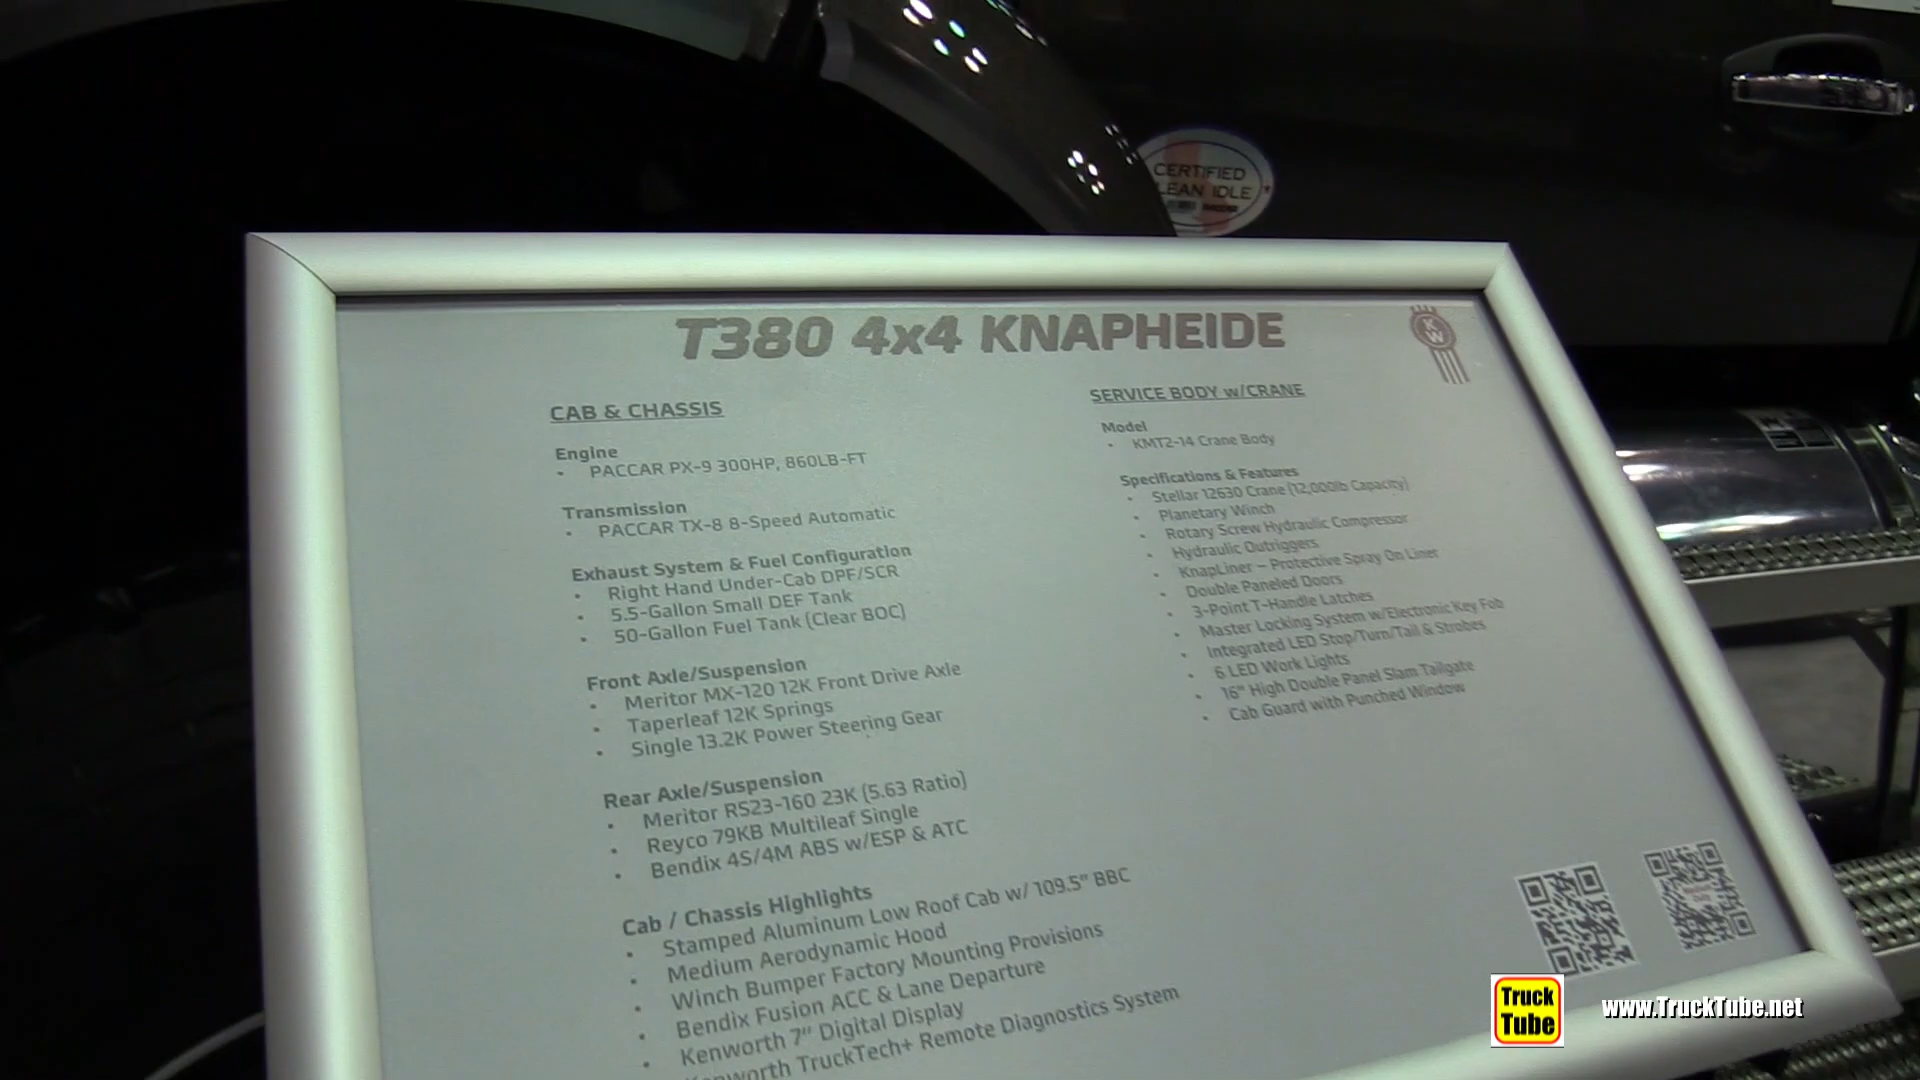 CERTIFIED
CLEAN IDLE
T380 4x4 KNAPHEIDE
KW
CAB & CHASSIS
Engine
• PACCAR PX-9 300HP, 860LB-FT
Transmission
• PACCAR TX-8 8-Speed Automatic
Exhaust System & Fuel Configuration
• Right Hand Under-Cab DPF/SCR
• 5.5-Gallon Small DEF Tank
• 50-Gallon Fuel Tank (Clear BOC)
Front Axle/Suspension
• Meritor MX-120 12K Front Drive Axle
• Taperleaf 12K Springs
• Single 13.2K Power Steering Gear
Rear Axle/Suspension
• Meritor RS23-160 23K (5.63 Ratio)
• Reyco 79KB Multileaf Single
• Bendix 4S/4M ABS w/ESP & ATC
Cab / Chassis Highlights
• Stamped Aluminum Low Roof Cab w/ 109.5" BBC
• Medium Aerodynamic Hood
• Winch Bumper Factory Mounting Provisions
• Bendix Fusion ACC & Lane Departure
• Kenworth 7" Digital Display
Kenworth TruckTech+ Remote Diagnostics System
SERVICE BODY w/CRANE
Model
• KMT2-14 Crane Body
Specifications & Features
• Stellar 12630 Crane (12,000lb Capacity)
• Planetary Winch
• Rotary Screw Hydraulic Compressor
• Hydraulic Outriggers
• KnapLiner – Protective Spray On Liner
• Double Paneled Doors
• 3-Point T-Handle Latches
• Master Locking System w/Electronic Key Fob
• Integrated LED Stop/Turn/Tail & Strobes
• 6 LED Work Lights
• 16" High Double Panel Slam Tailgate
• Cab Guard with Punched Window
Truck
Tube
www.TruckTube.net